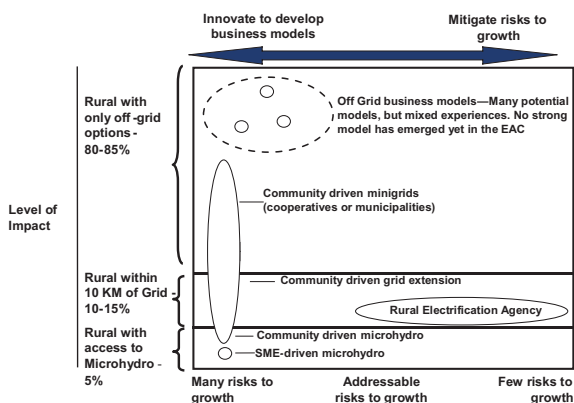 Innovate to develop
business models
Mitigate risks to
growth
Level of
Impact
Rural with
only off-grid
options -
80-85%
Off Grid business models—Many potential
models, but mixed experiences. No strong
model has emerged yet in the EAC
Community driven minigrids
(cooperatives or municipalities)
Rural within
10 KM of Grid -
10-15%
Community driven grid extension
Rural Electrification Agency
Rural with
access to
Microhydro -
5%
Community driven microhydro
SME-driven microhydro
Many risks to
growth
Addressable
risks to growth
Few risks to
growth